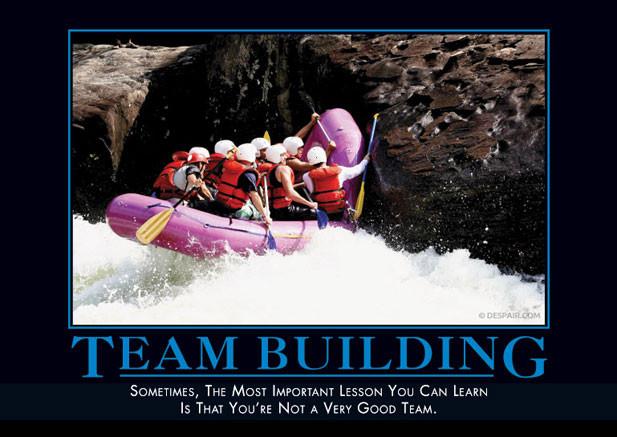 © DESPAIR.COM
TEAM BUILDING
SOMETIMES, THE MOST IMPORTANT LESSON YOU CAN LEARN
IS THAT YOU'RE NOT A VERY GOOD TEAM.